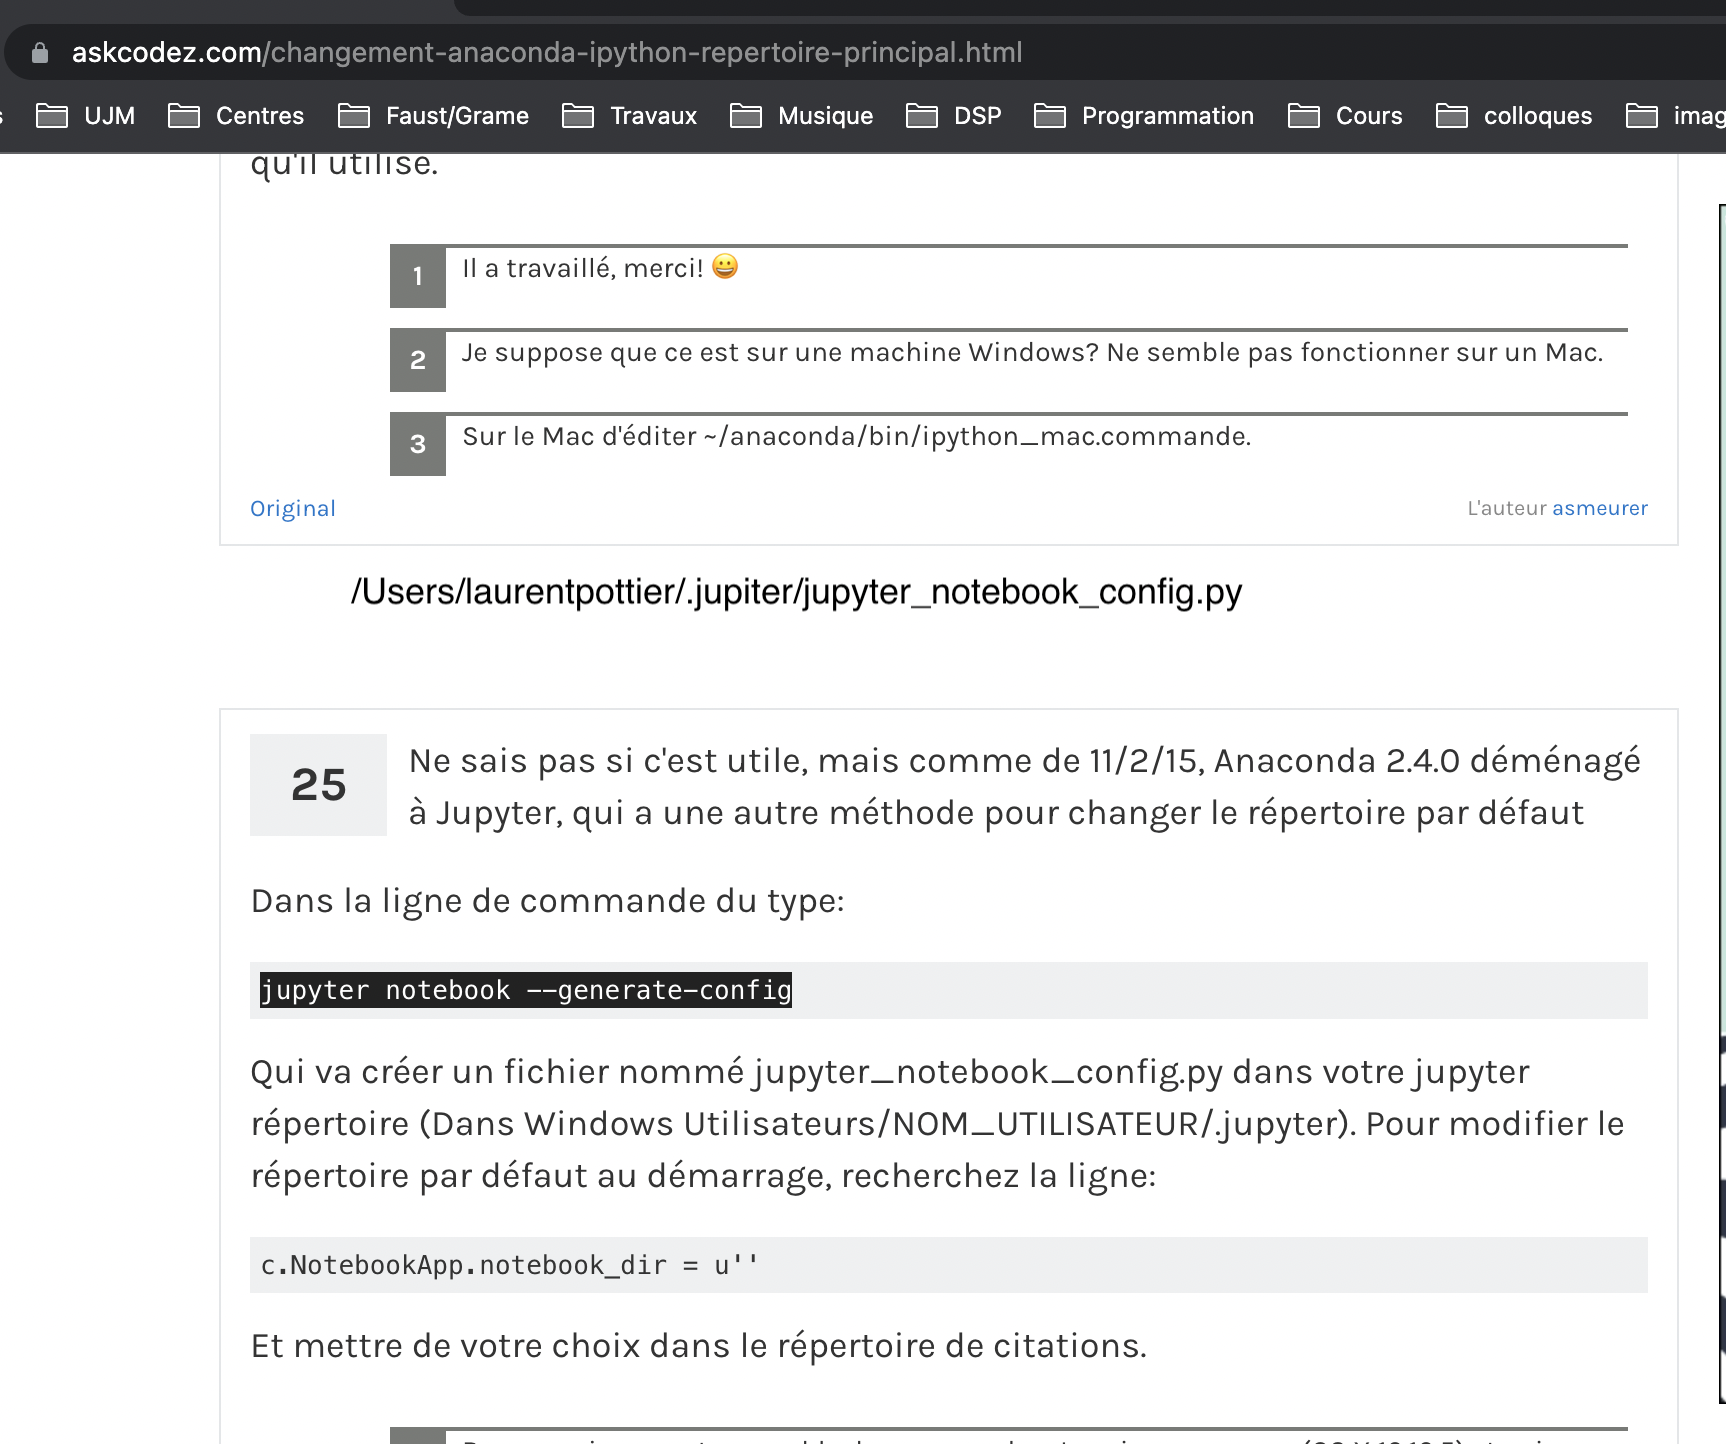 askcodez.com/changement-anaconda-ipython-repertoire-principal.html
UJM Centres Faust/Grame Travaux Musique DSP Programmation Cours colloques imag
qu'il utilise.
1 Il a travaillé, merci! 😀
2 Je suppose que ce est sur une machine Windows? Ne semble pas fonctionner sur un Mac.
3 Sur le Mac d'éditer ~/anaconda/bin/ipython_mac.commande.
Original L'auteur asmeurer
/Users/laurentpottier/.jupiter/jupyter_notebook_config.py
25 Ne sais pas si c'est utile, mais comme de 11/2/15, Anaconda 2.4.0 déménagé
à Jupyter, qui a une autre méthode pour changer le répertoire par défaut
Dans la ligne de commande du type:
jupyter notebook --generate-config
Qui va créer un fichier nommé jupyter_notebook_config.py dans votre jupyter
répertoire (Dans Windows Utilisateurs/NOM_UTILISATEUR/.jupyter). Pour modifier le
répertoire par défaut au démarrage, recherchez la ligne:
c.NotebookApp.notebook_dir = u''
Et mettre de votre choix dans le répertoire de citations.